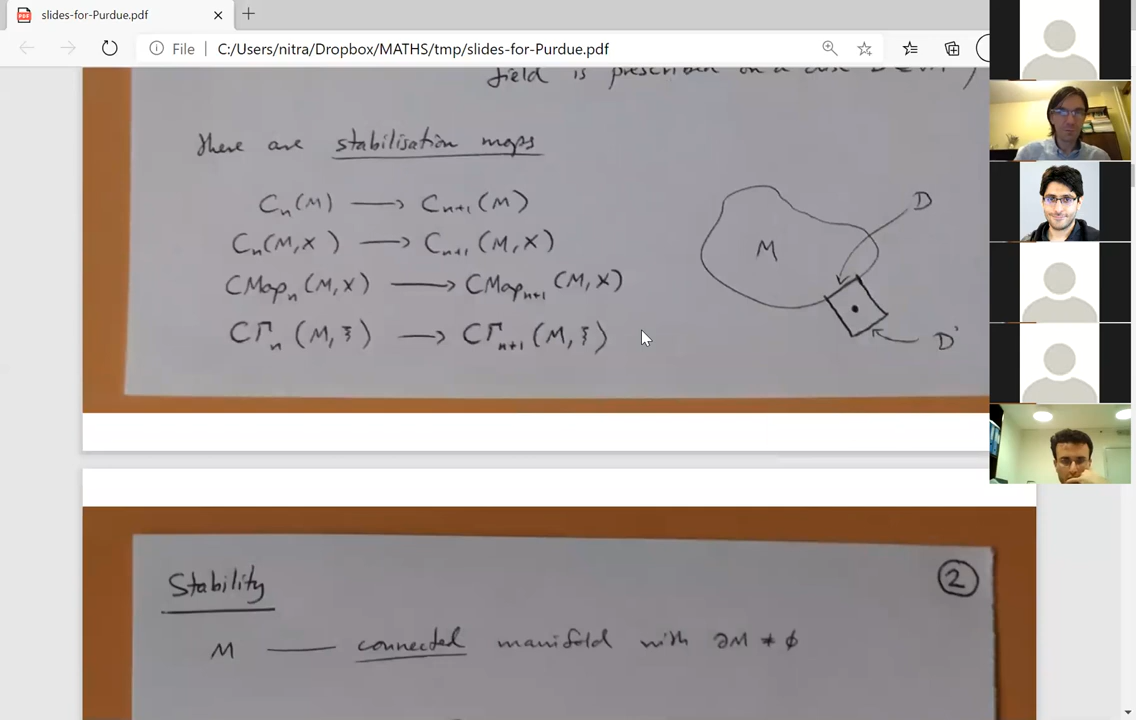 slides-for-Purdue.pdf
File C:/Users/nitra/Dropbox/MATHS/tmp/slides-for-Purdue.pdf
field is prescribed on a disc D ⊂ ∂M)
There are stabilisation maps
Cₙ(M) ⟶ Cₙ₊₁(M)
Cₙ(M,X) ⟶ Cₙ₊₁(M,X)
CMapₙ(M,X) ⟶ CMapₙ₊₁(M,X)
CΓₙ(M,ξ) ⟶ CΓₙ₊₁(M,ξ)
D
M
D'
Stability
②
M — connected manifold with ∂M ≠ ∅